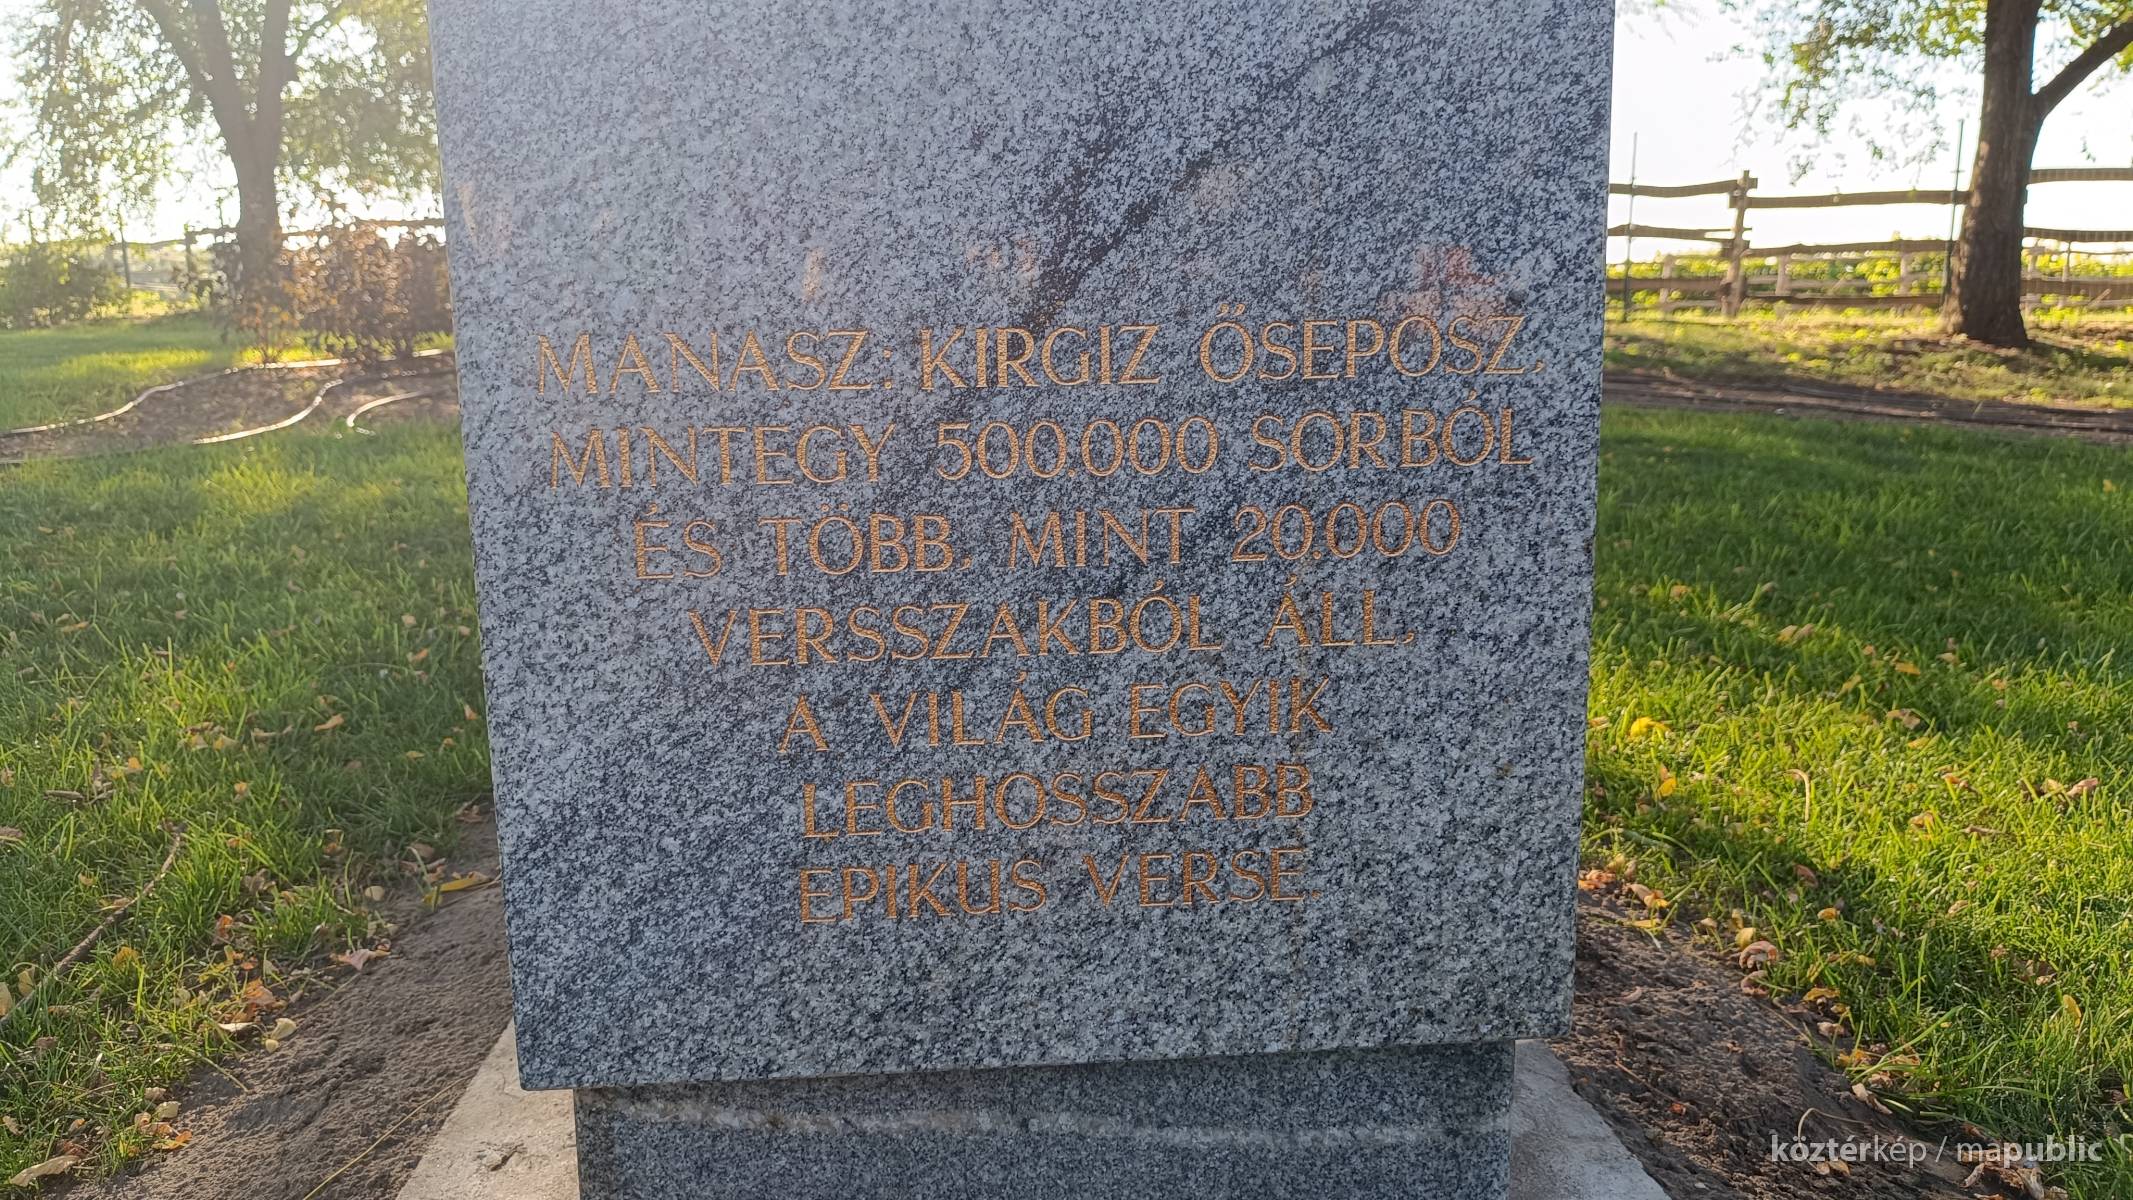 MANASZ: KIRGIZ ŐSEPOSZ,
MINTEGY 500.000 SORBÓL
ÉS TÖBB, MINT 20.000
VERSSZAKBÓL ÁLL,
A VILÁG EGYIK
LEGHOSSZABB
EPIKUS VERSE.
köztérkép / mapublic